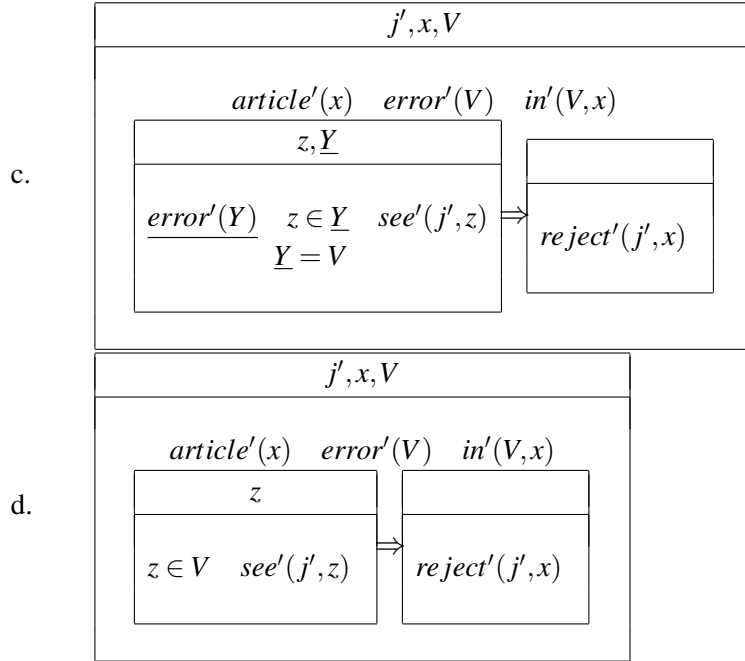 j′, x, V
article′(x) error′(V) in′(V, x)
z, Y
c.
error′(Y) z ∈ Y see′(j′, z) ⇒ reject′(j′, x)
Y = V
j′, x, V
article′(x) error′(V) in′(V, x)
z
d.
z ∈ V see′(j′, z) ⇒ reject′(j′, x)